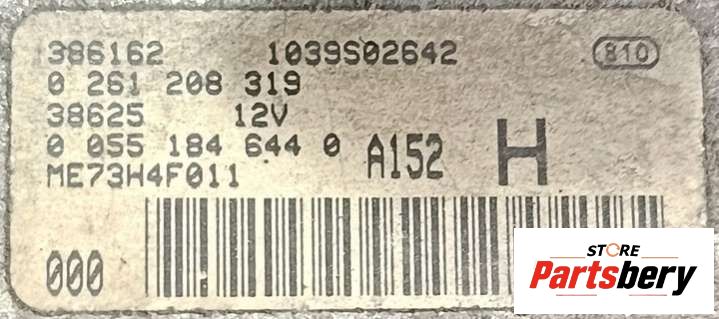 386162 1039S02642 810
0 261 208 319
38625 12V
0 055 184 644 0 A152 H
ME73H4F011
000
STORE
Partsbery